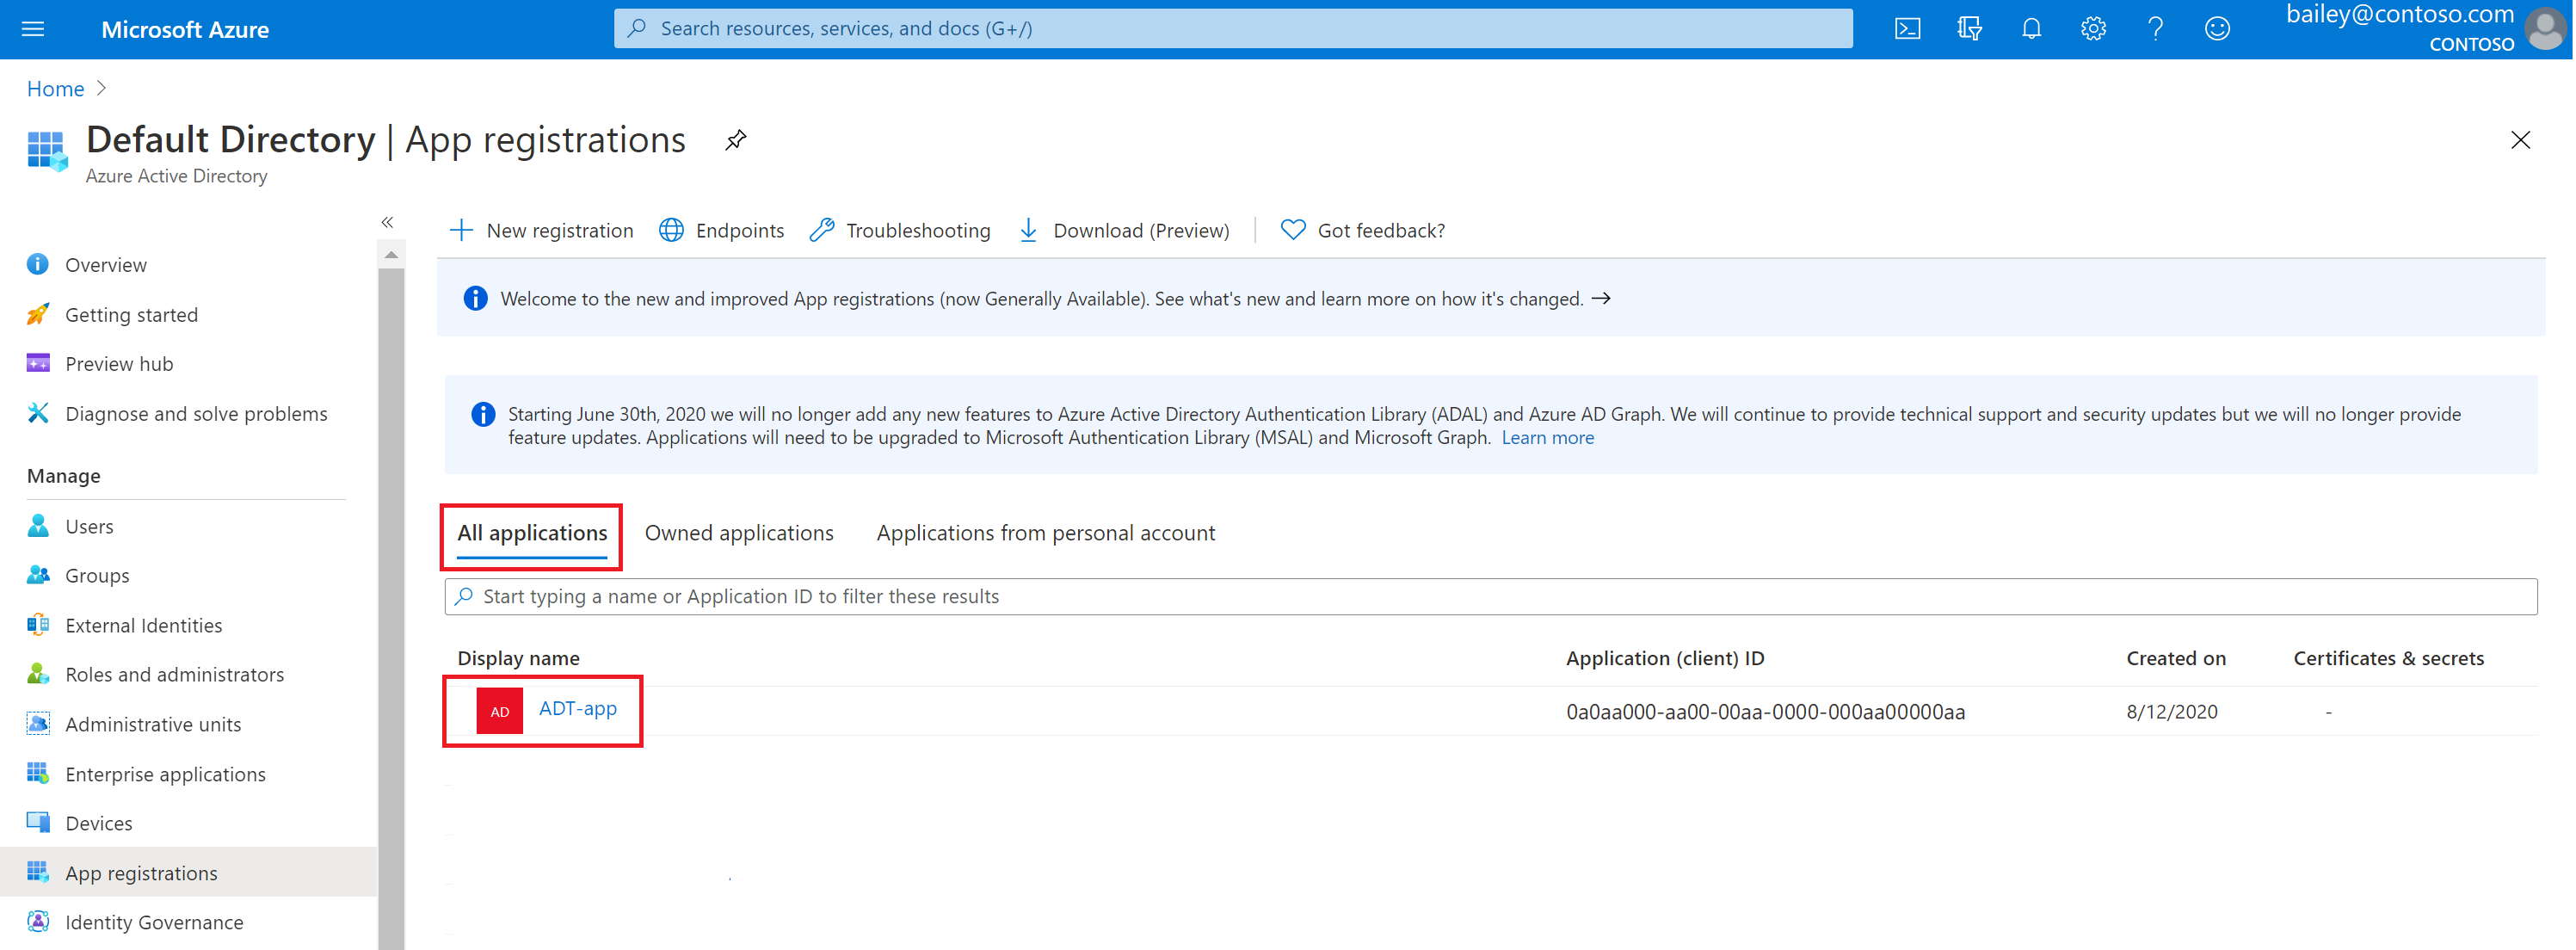 Microsoft Azure
Search resources, services, and docs (G+/)
bailey@contoso.com
CONTOSO
Home
Default Directory | App registrations
Azure Active Directory
Overview
Getting started
Preview hub
Diagnose and solve problems
Manage
Users
Groups
External Identities
Roles and administrators
Administrative units
Enterprise applications
Devices
App registrations
Identity Governance
New registration
Endpoints
Troubleshooting
Download (Preview)
Got feedback?
Welcome to the new and improved App registrations (now Generally Available). See what's new and learn more on how it's changed. →
Starting June 30th, 2020 we will no longer add any new features to Azure Active Directory Authentication Library (ADAL) and Azure AD Graph. We will continue to provide technical support and security updates but we will no longer provide
feature updates. Applications will need to be upgraded to Microsoft Authentication Library (MSAL) and Microsoft Graph. Learn more
All applications Owned applications Applications from personal account
Start typing a name or Application ID to filter these results
Display name Application (client) ID Created on Certificates & secrets
AD ADT-app 0a0aa000-aa00-00aa-0000-000aa00000aa 8/12/2020 -